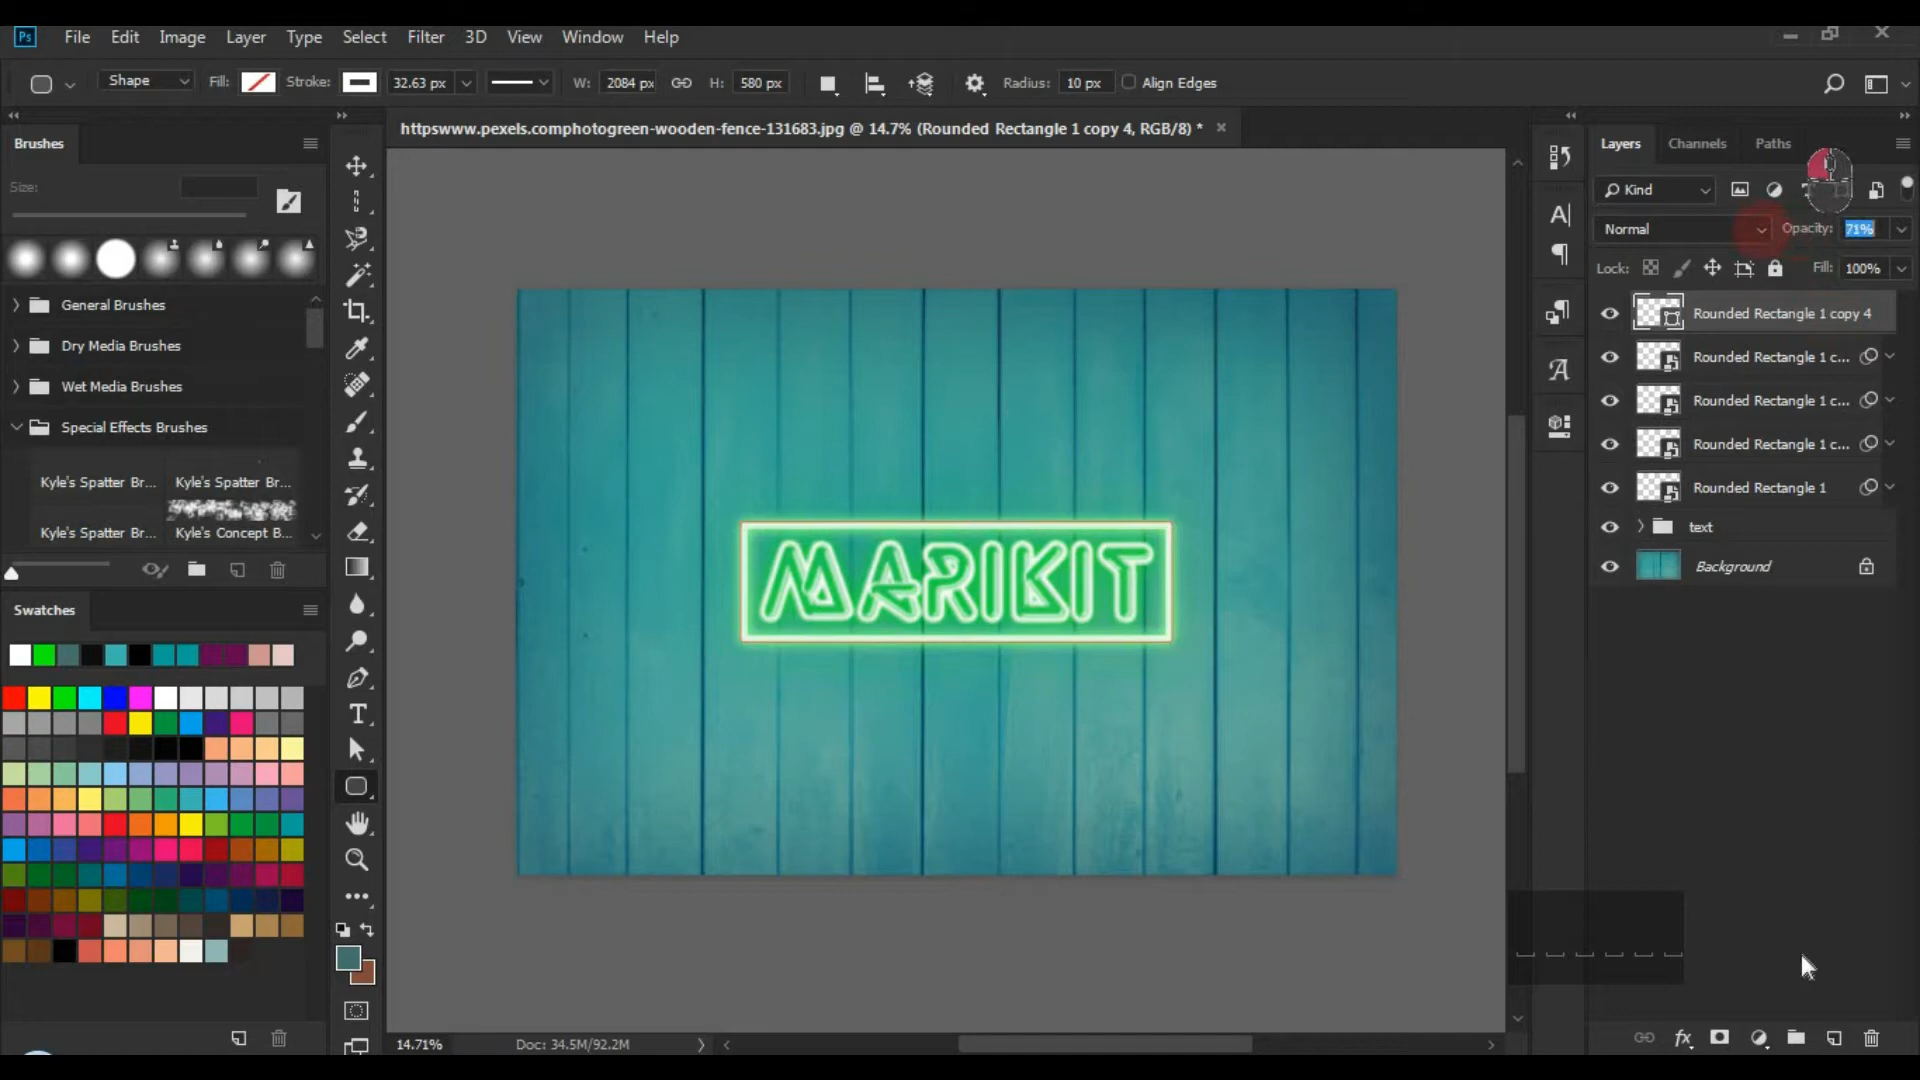 Ps File Edit Image Layer Type Select Filter 3D View Window Help
Shape Fill: Stroke: 32.63 px W: 2084 px H: 580 px Radius: 10 px Align Edges
httpswww.pexels.comphotogreen-wooden-fence-131683.jpg @ 14.7% (Rounded Rectangle 1 copy 4, RGB/8) *
Brushes
Size:
General Brushes
Dry Media Brushes
Wet Media Brushes
Special Effects Brushes
Kyle's Spatter Br... Kyle's Spatter Br...
Kyle's Spatter Br... Kyle's Concept B...
Swatches
MARIKIT
14.71% Doc: 34.5M/92.2M
Layers Channels Paths
Kind
Normal Opacity: 71%
Lock: Fill: 100%
Rounded Rectangle 1 copy 4
Rounded Rectangle 1 c...
Rounded Rectangle 1 c...
Rounded Rectangle 1 c...
Rounded Rectangle 1
text
Background
fx